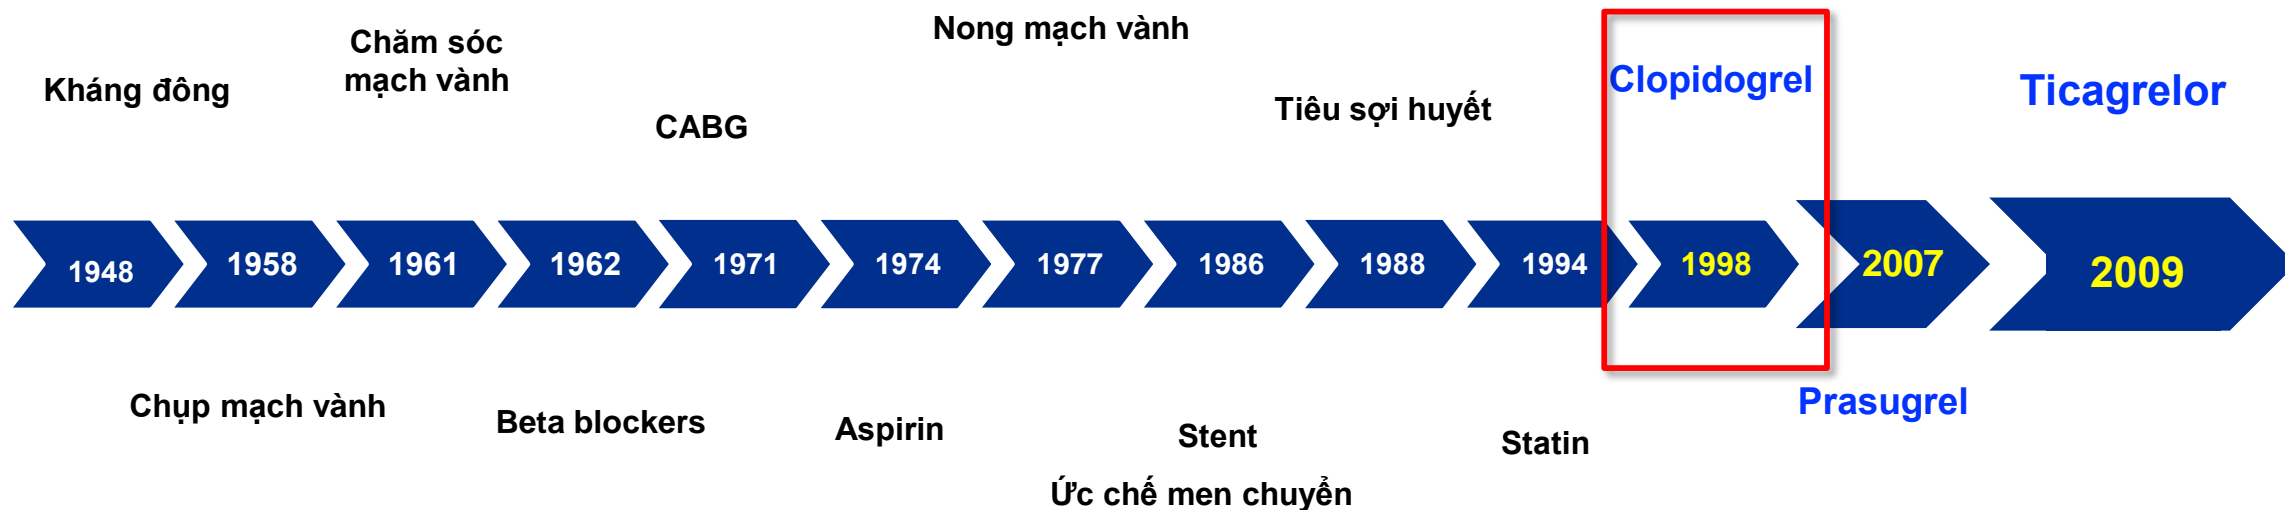 Nong mạch vành
Chăm sóc
mạch vành
Kháng đông
CABG
Tiêu sợi huyết
Clopidogrel
Ticagrelor
1948
1958
1961
1962
1971
1974
1977
1986
1988
1994
1998
2007
2009
Chụp mạch vành
Beta blockers
Aspirin
Stent
Ức chế men chuyển
Statin
Prasugrel